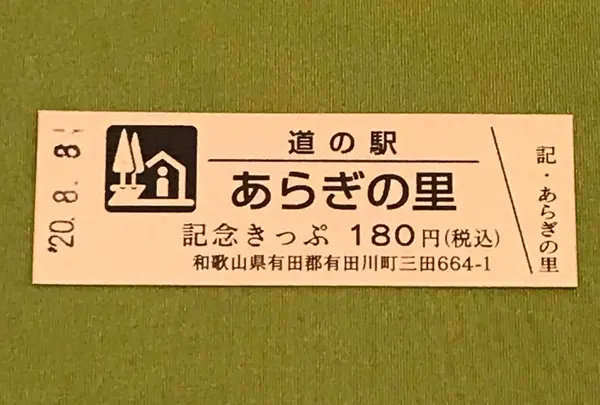 '20.8.8
道の駅
あらぎの里
記念きっぷ 180円(税込)
和歌山県有田郡有田川町三田664-1
記・あらぎの里